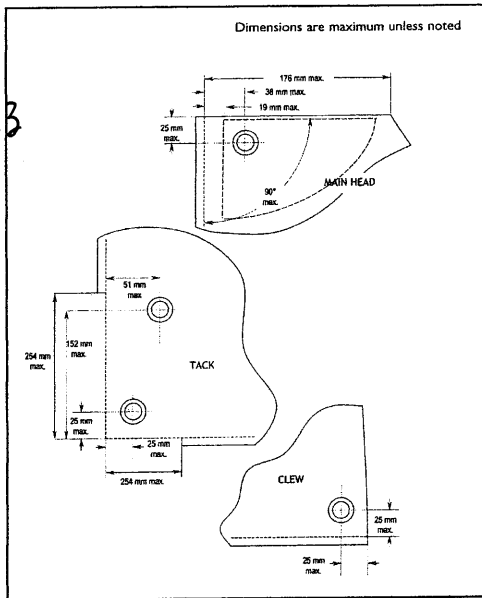 Dimensions are maximum unless noted
176 mm max.
38 mm max.
19 mm max.
25 mm
max.
3
90°
max.
MAIN HEAD
51 mm
max.
254 mm
max.
152 mm
max.
TACK
25 mm
max.
25 mm
max.
254 mm max.
CLEW
25 mm
max.
25 mm
max.